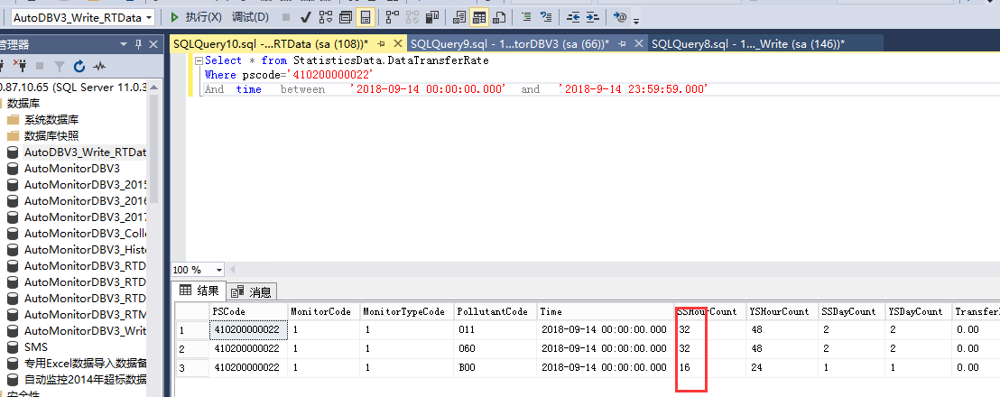 AutoDBV3_Write_RTData
执行(X)
调试(D)
管理器
SQLQuery10.sql -...RTData (sa (108))*
SQLQuery9.sql - 1...torDBV3 (sa (66))*
SQLQuery8.sql - 1..._Write (sa (146))*
Select * from StatisticsData.DataTransferRate
Where pscode='410200000022'
And time between '2018-09-14 00:00:00.000' and '2018-9-14 23:59:59.000'
0.87.10.65 (SQL Server 11.0.3
数据库
系统数据库
数据库快照
AutoDBV3_Write_RTDat
AutoMonitorDBV3
AutoMonitorDBV3_2015
AutoMonitorDBV3_2016
AutoMonitorDBV3_2017
AutoMonitorDBV3_Colle
AutoMonitorDBV3_Histo
AutoMonitorDBV3_RTD
AutoMonitorDBV3_RTD
AutoMonitorDBV3_RTD
AutoMonitorDBV3_RTM
AutoMonitorDBV3_Write
SMS
专用Excel数据导入数据备
自动监控2014年超标数据
安全性
100 %
结果 消息
PSCode MonitorCode MonitorTypeCode PollutantCode Time SSHourCount YSHourCount SSDayCount YSDayCount Transfer
1 410200000022 1 1 011 2018-09-14 00:00:00.000 32 48 2 2 0.00
2 410200000022 1 1 060 2018-09-14 00:00:00.000 32 48 2 2 0.00
3 410200000022 1 1 B00 2018-09-14 00:00:00.000 16 24 1 1 0.00